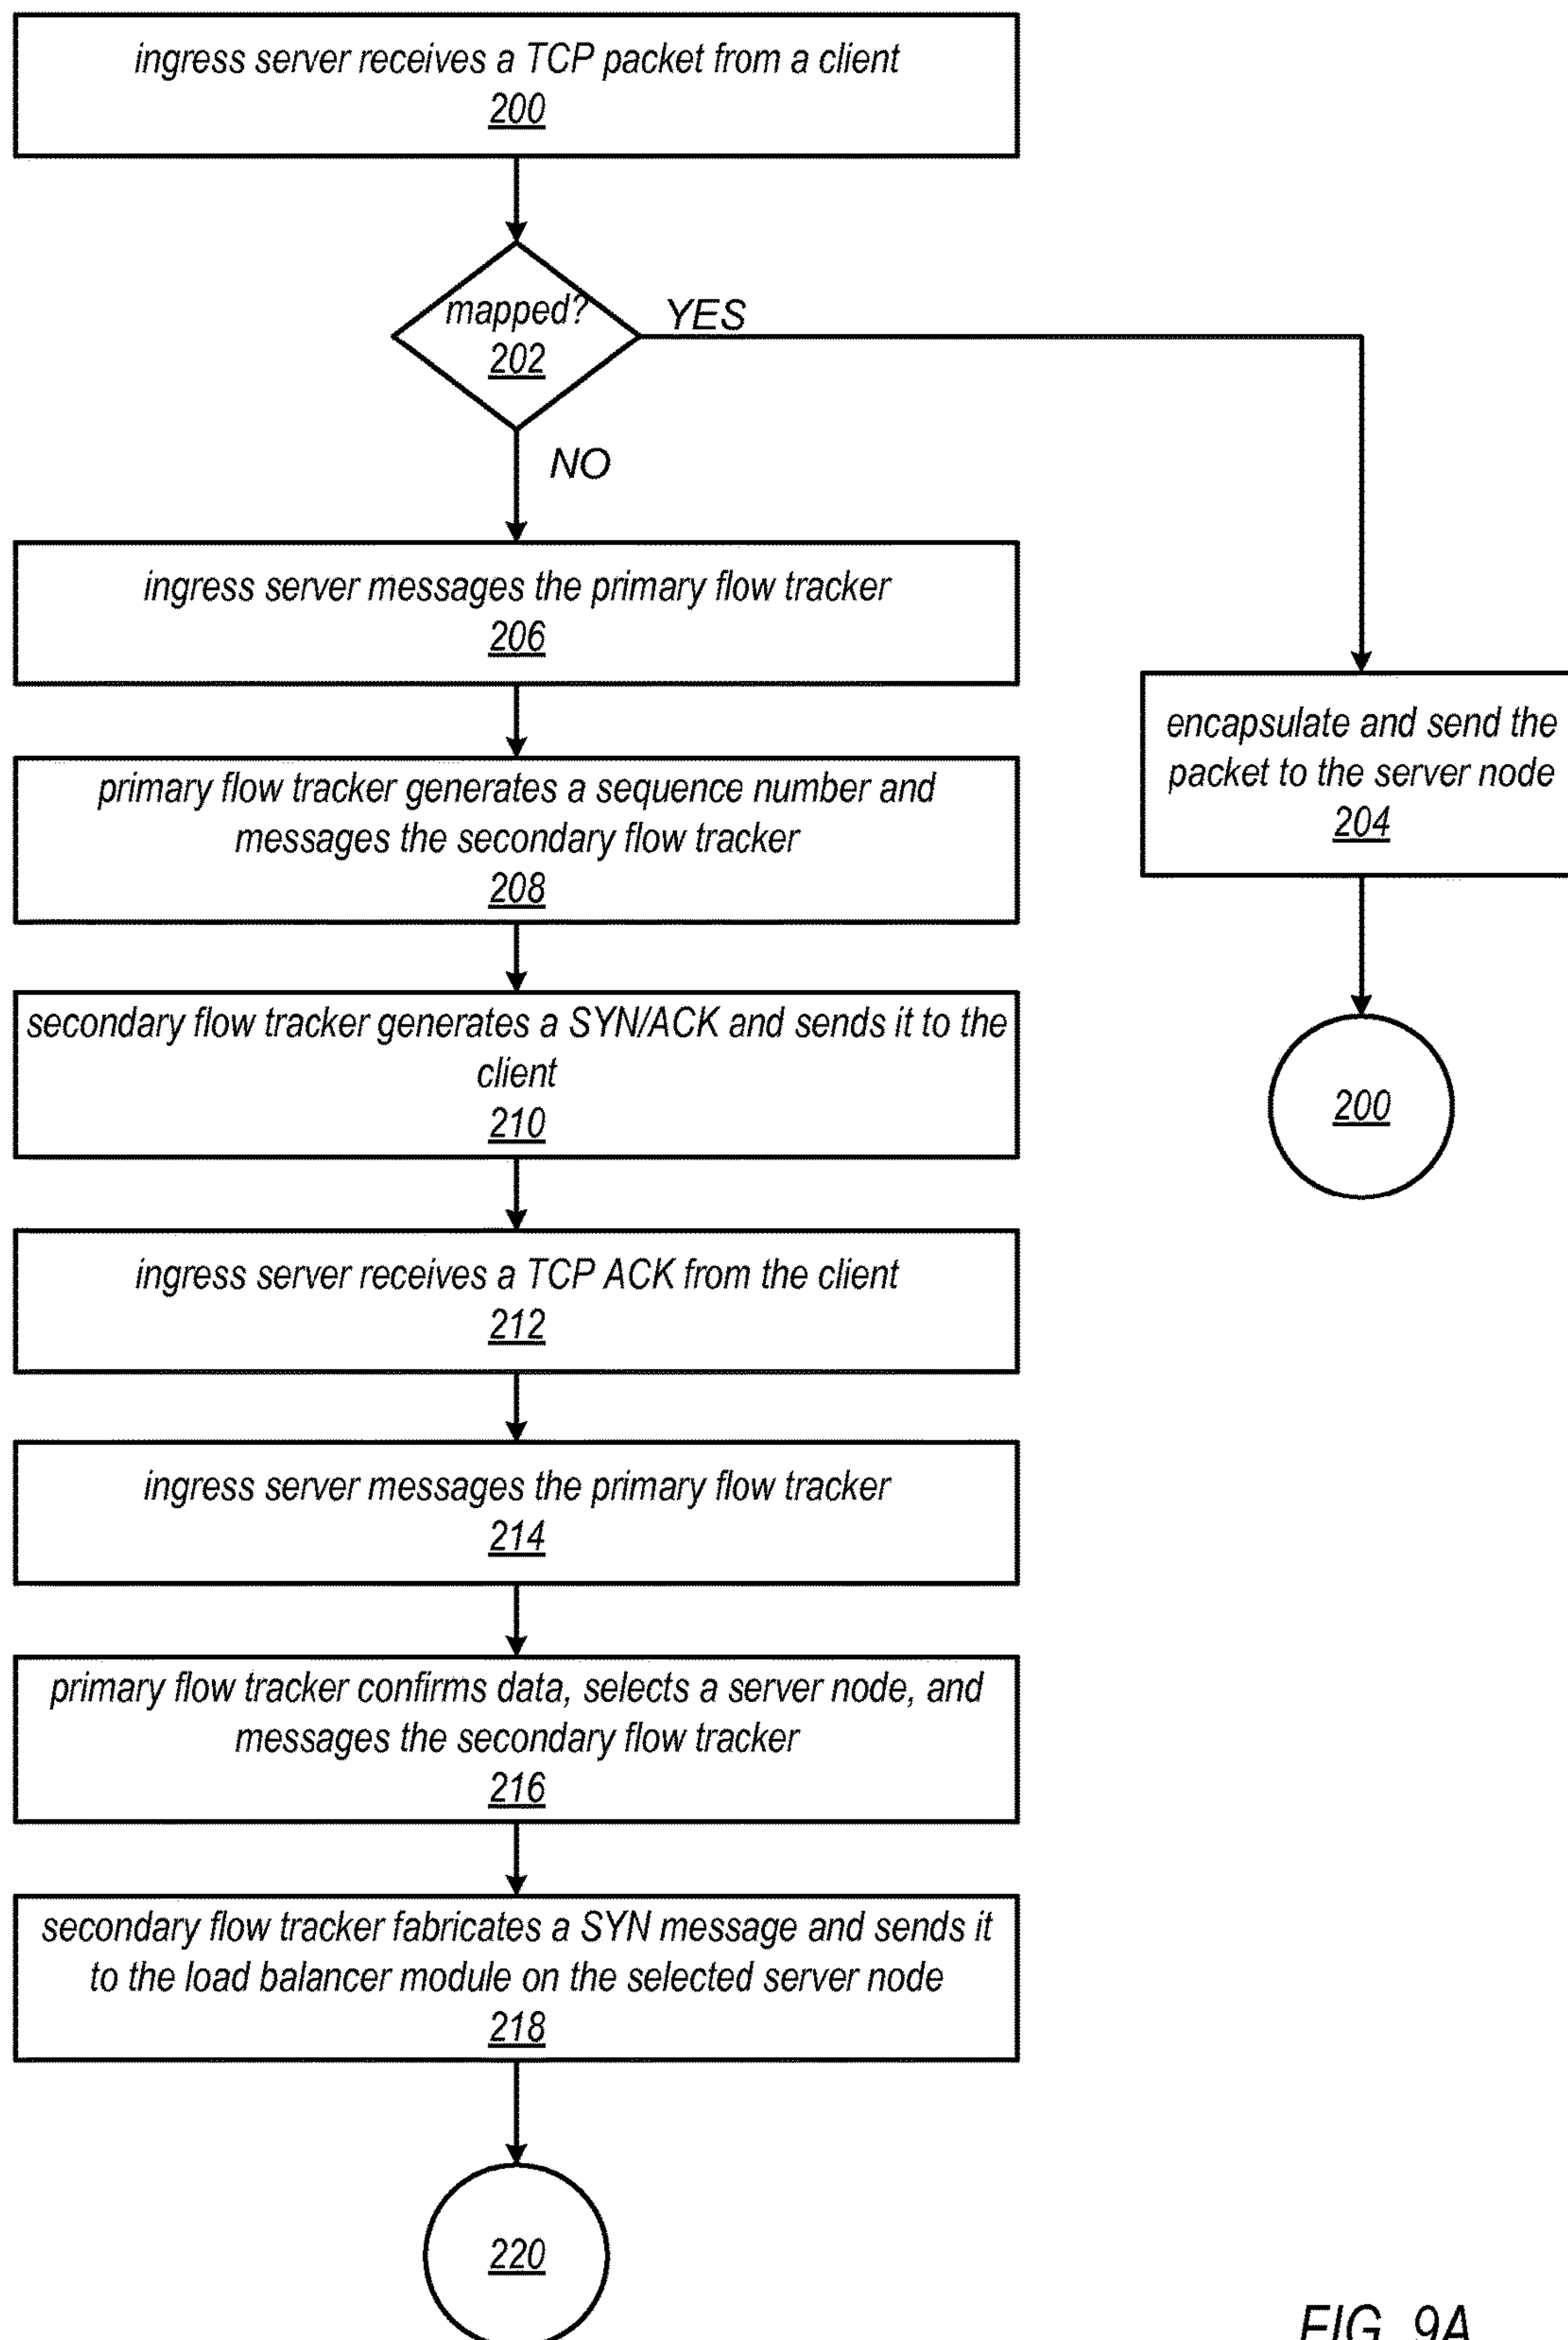 ingress server receives a TCP packet from a client
200
mapped?
202
YES
NO
ingress server messages the primary flow tracker
206
encapsulate and send the
packet to the server node
204
primary flow tracker generates a sequence number and
messages the secondary flow tracker
208
secondary flow tracker generates a SYN/ACK and sends it to the
client
210
200
ingress server receives a TCP ACK from the client
212
ingress server messages the primary flow tracker
214
primary flow tracker confirms data, selects a server node, and
messages the secondary flow tracker
216
secondary flow tracker fabricates a SYN message and sends it
to the load balancer module on the selected server node
218
220
FIG. 9A